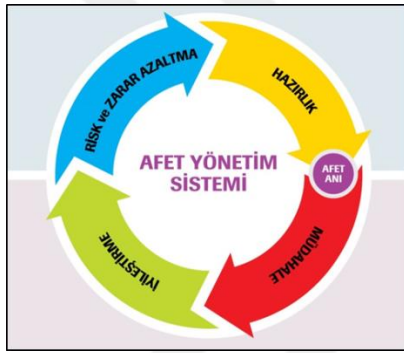 RİSK ve ZARAR AZALTMA
HAZIRLIK
AFET YÖNETİM
SİSTEMİ
AFET
ANI
İYİLEŞTİRME
MÜDAHALE